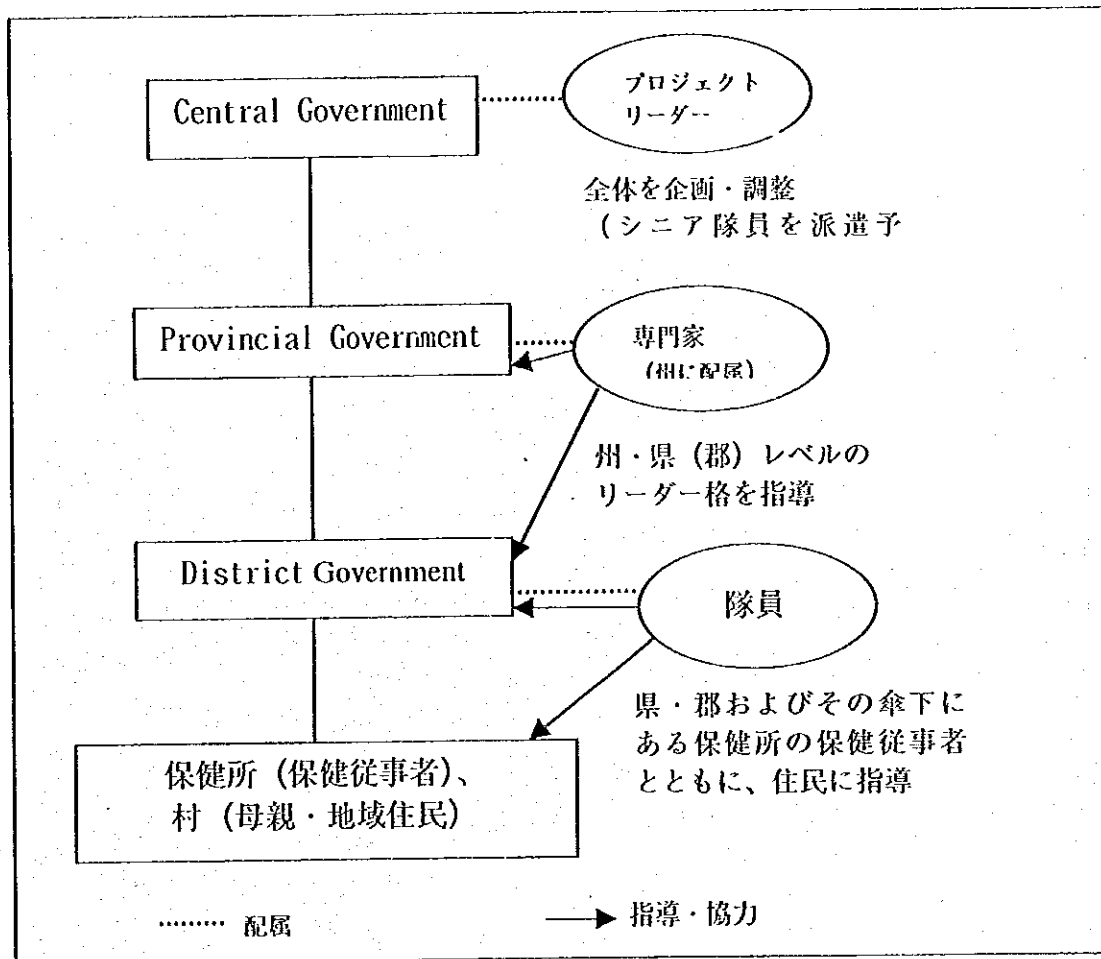 Central Government
プロジェクト
リーダー
全体を企画・調整
(シニア隊員を派遣予
Provincial Government
専門家
(州に配属)
州・県 (郡) レベルの
リーダー格を指導
District Government
隊員
県・郡およびその傘下に
ある保健所の保健従事者
とともに、住民に指導
保健所 (保健従事者)、
村 (母親・地域住民)
配属
指導・協力